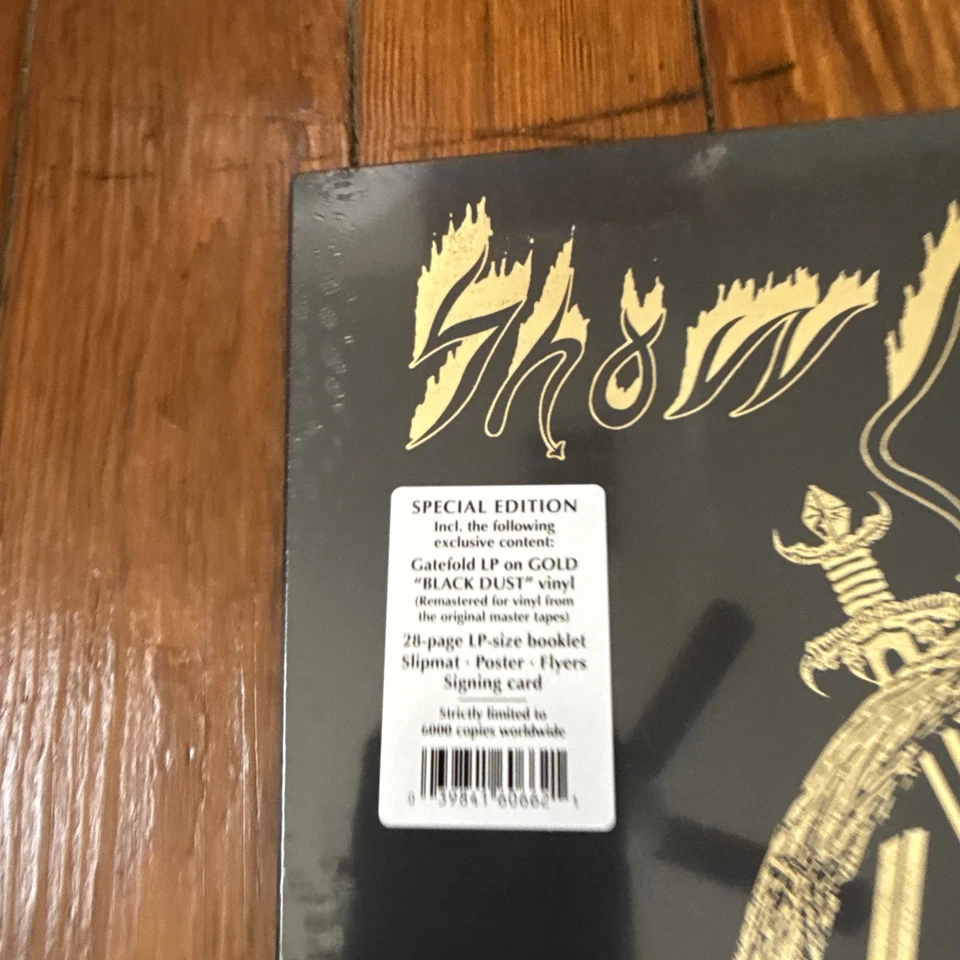 Show
SPECIAL EDITION
Incl. the following
exclusive content:
Gatefold LP on GOLD
"BLACK DUST" vinyl
(Remastered for vinyl from
the original master tapes)
28-page LP-size booklet
Slipmat · Poster · Flyers
Signing card
Strictly limited to
6000 copies worldwide
0 39841 60662 1